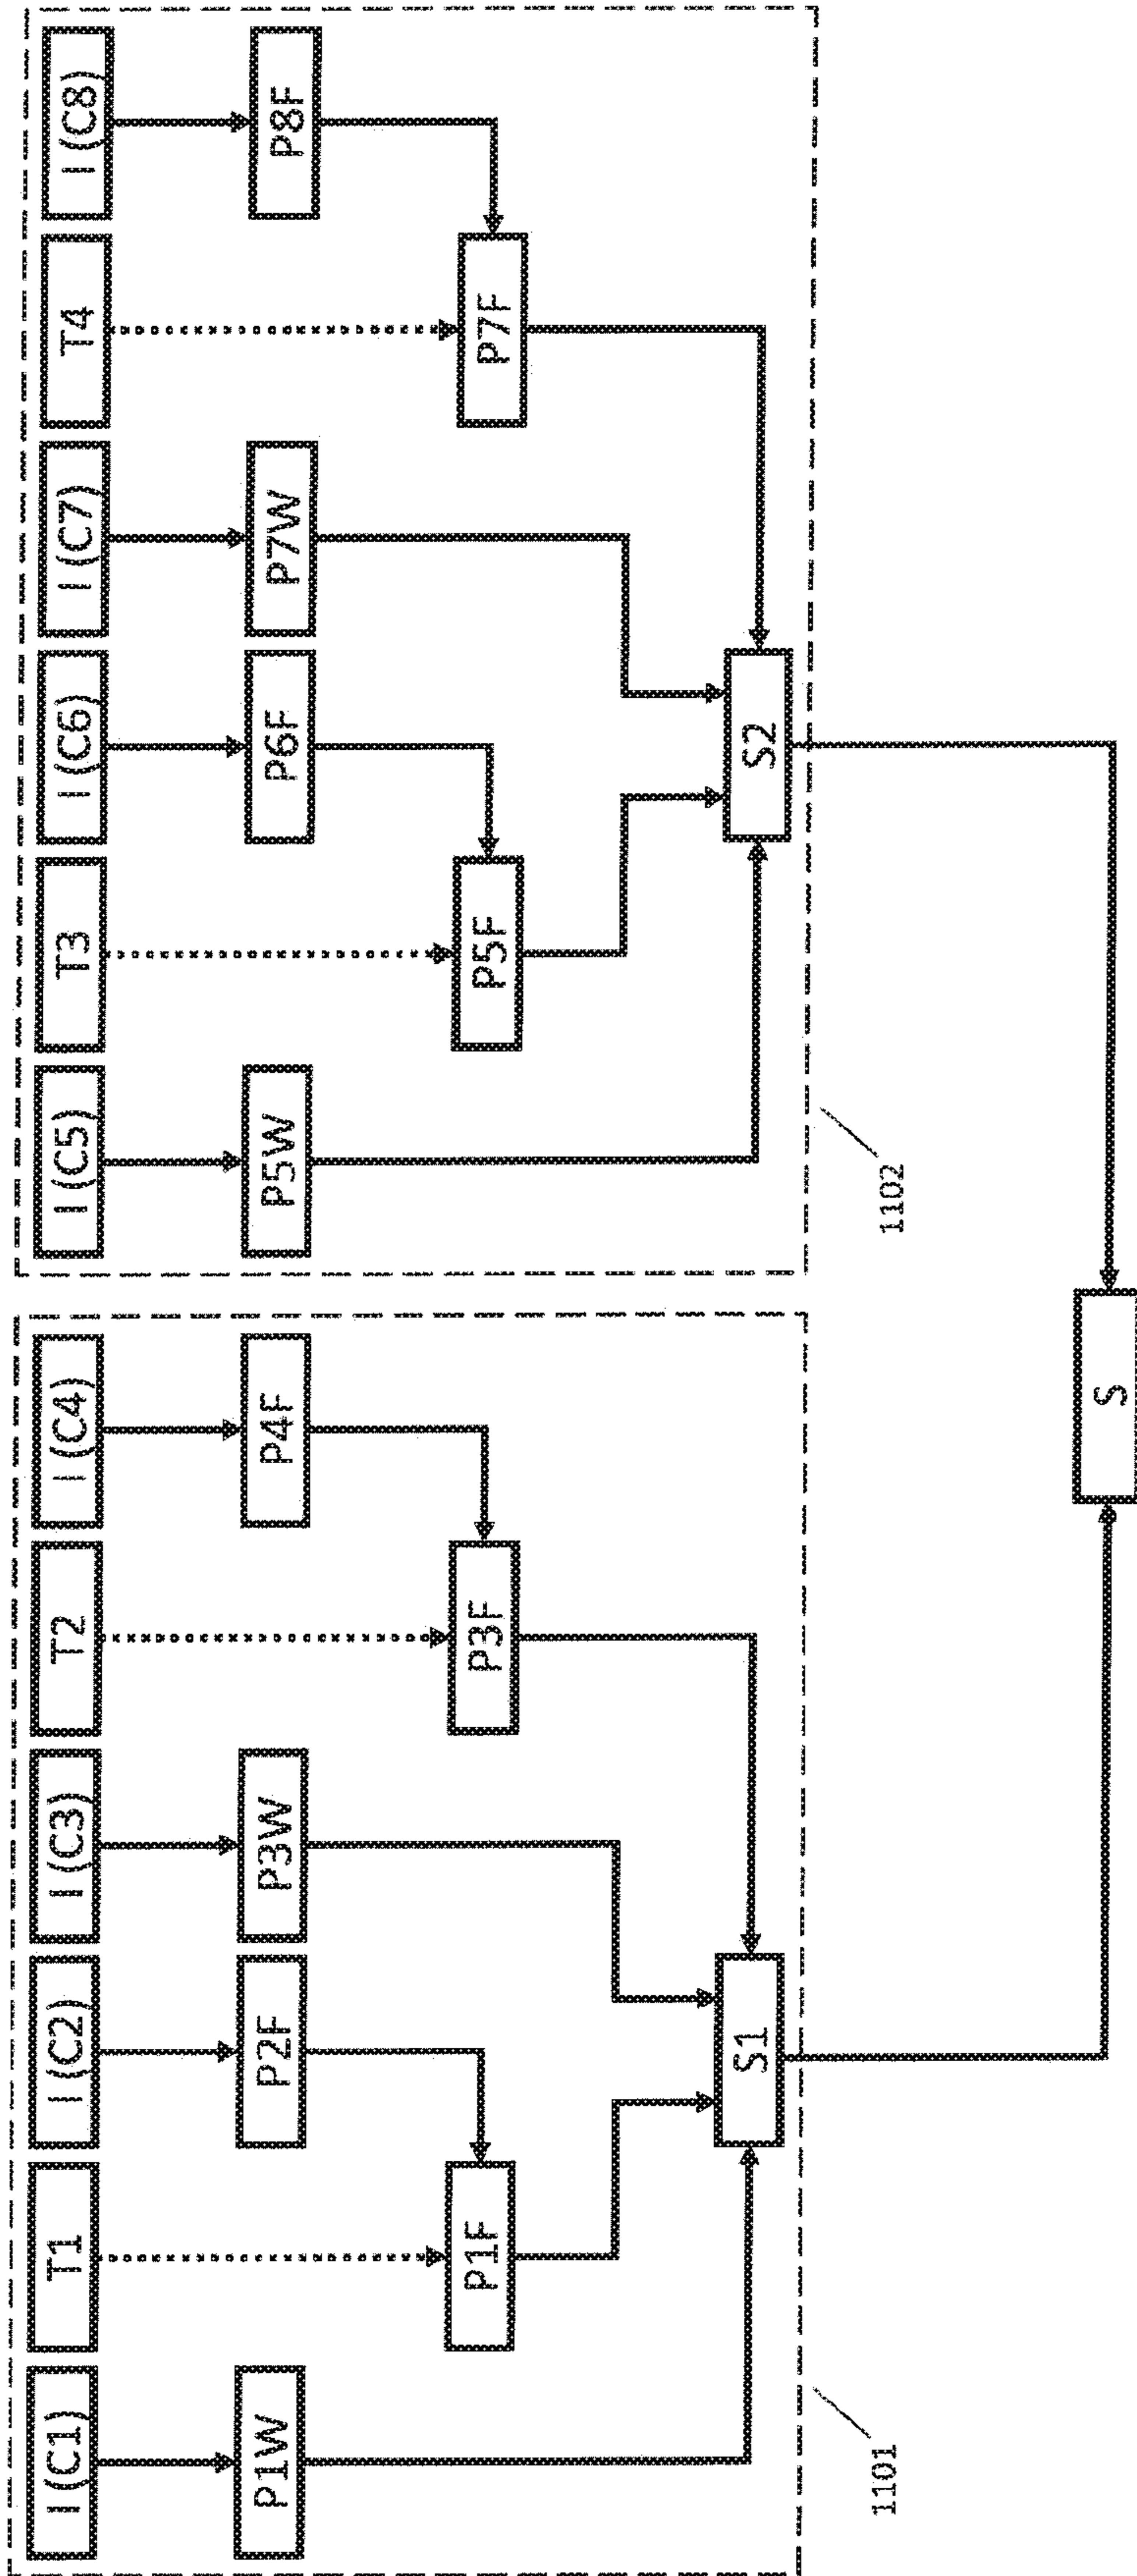 I(C1) T1 I(C2) I(C3) T2 I(C4) I(C5) T3 I(C6) I(C7) T4 I(C8)
P1W P2F P3W P4F P5W P6F P7W P8F
P1F P3F P5F P7F
S1 S2
1101 1102
S